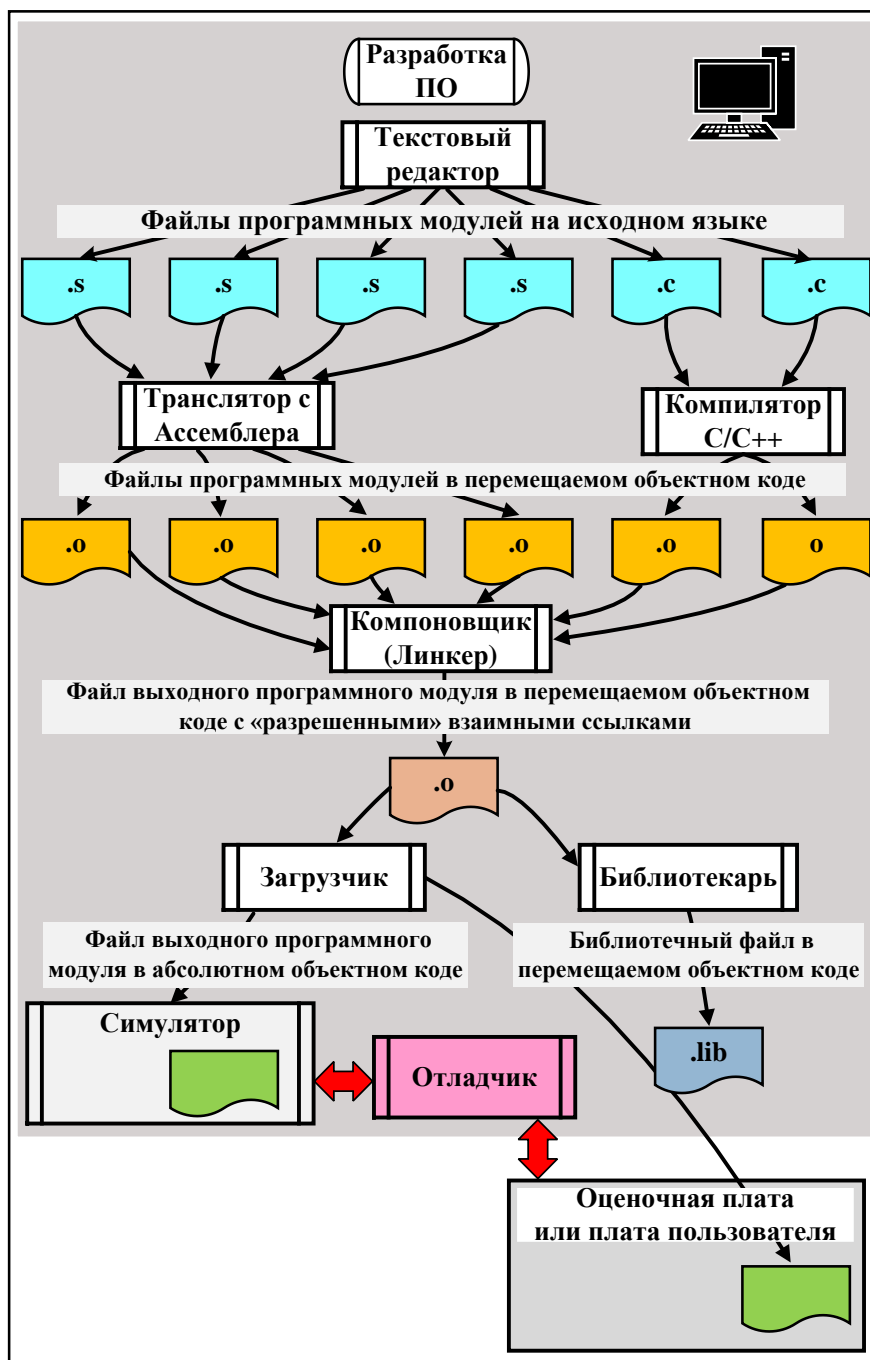 Разработка
ПО
Текстовый
редактор
Файлы программных модулей на исходном языке
.s
.s
.s
.s
.c
.c
Транслятор с
Ассемблера
Компилятор
C/C++
Файлы программных модулей в перемещаемом объектном коде
.o
.o
.o
.o
.o
o
Компоновщик
(Линкер)
Файл выходного программного модуля в перемещаемом объектном
коде с «разрешенными» взаимными ссылками
.o
Загрузчик
Библиотекарь
Файл выходного программного
модуля в абсолютном объектном коде
Библиотечный файл в
перемещаемом объектном коде
Симулятор
.lib
Отладчик
Оценочная плата
или плата пользователя